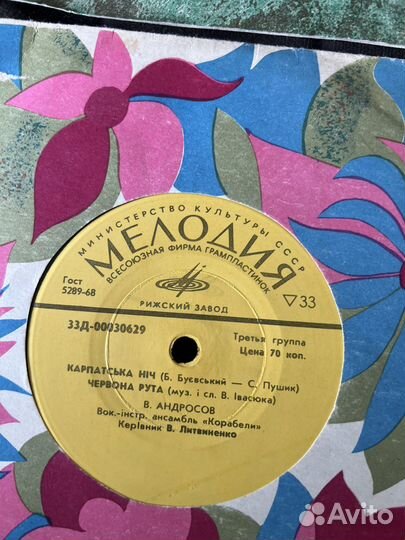 МИНИСТЕРСТВО КУЛЬТУРЫ СССР
МЕЛОДИЯ
ВСЕСОЮЗНАЯ ФИРМА ГРАМПЛАСТИНОК
Гост
5289-68
РИЖСКИЙ ЗАВОД
▽33
33Д-00030629
Третья группа
Цена 70 коп.
КАРПАТСЬКА НІЧ (Б. Буєвський — С. Пушик)
ЧЕРВОНА РУТА (муз. і сл. В. Івасюка)
В. АНДРОСОВ
Вок.-інстр. ансамбль «Корабели»
Керівник В. Литвиненко
Avito